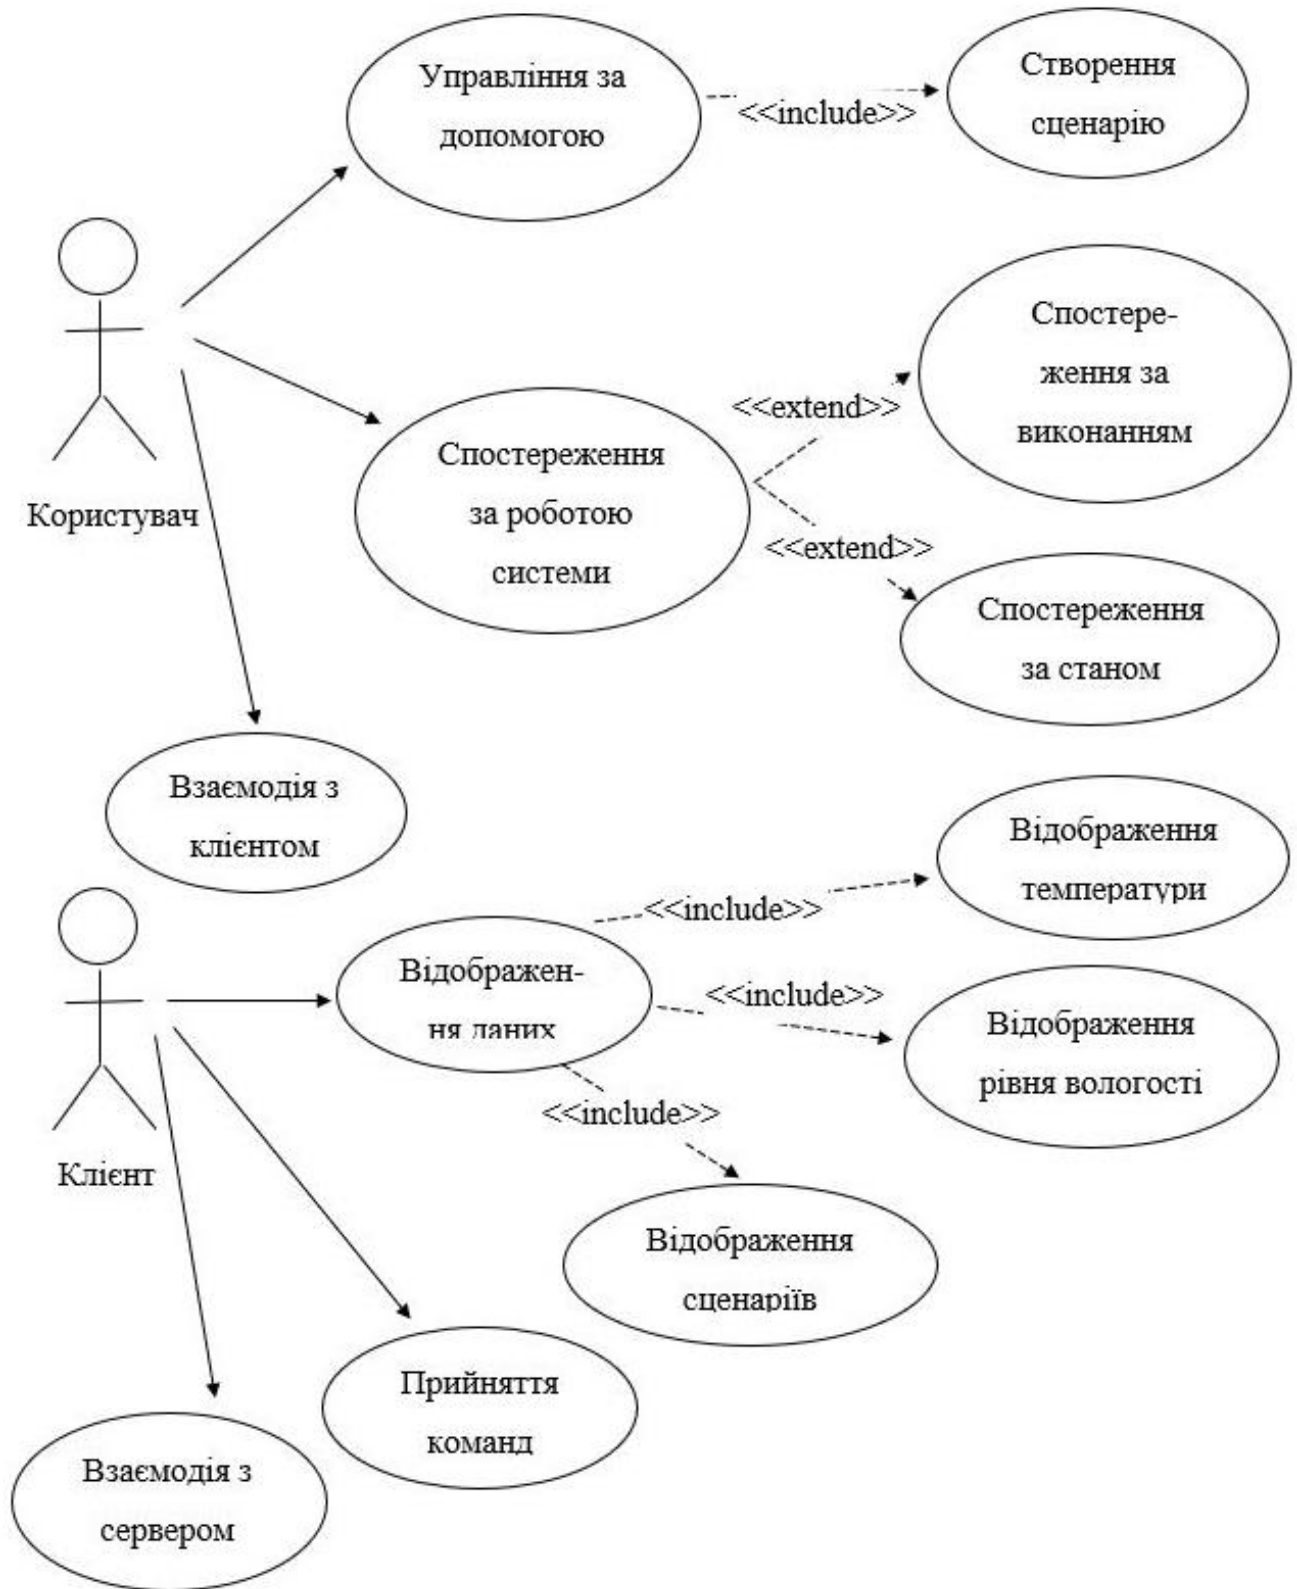 Управління за
допомогою
<<include>>
Створення
сценарію
Користувач
Спостереження
за роботою
системи
<<extend>>
Спостере-
ження за
виконанням
<<extend>>
Спостереження
за станом
Взаємодія з
клієнтом
Клієнт
Відображен-
ня даних
<<include>>
Відображення
температури
<<include>>
Відображення
рівня вологості
<<include>>
Відображення
сценаріїв
Прийняття
команд
Взаємодія з
сервером